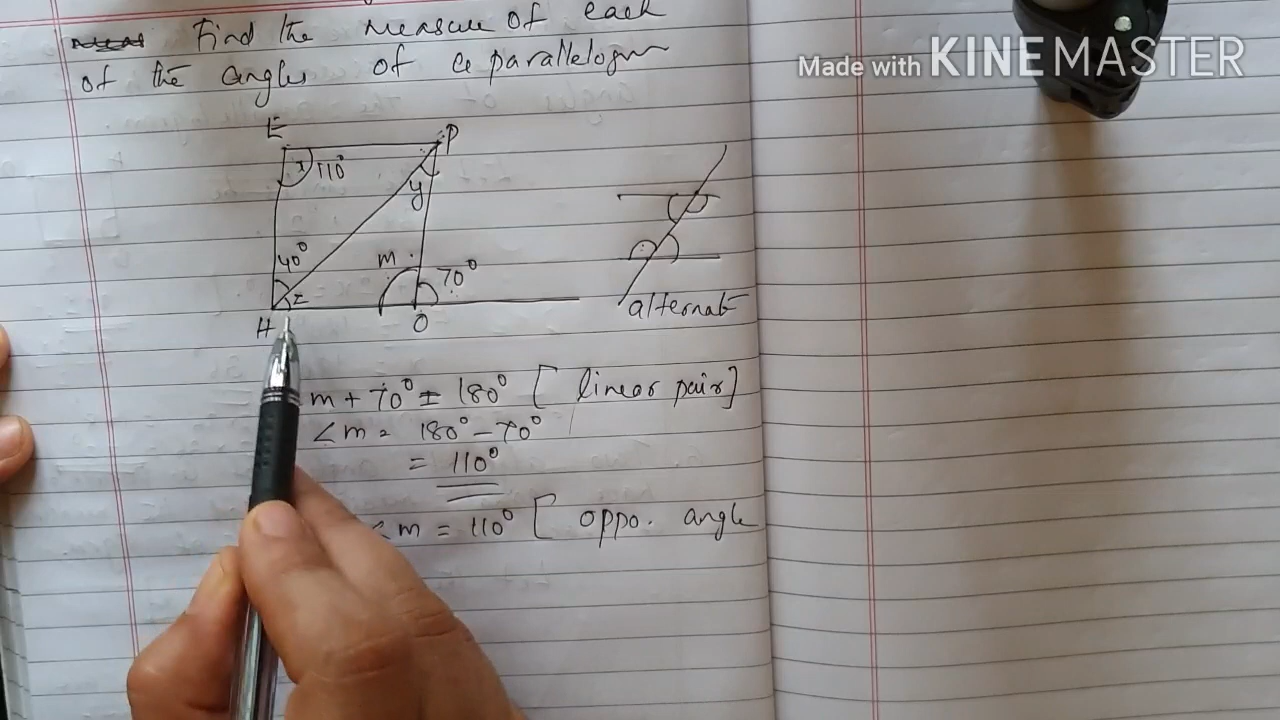 Find the measure of each
of the angles of a parallelogm
Made with KINEMASTER
E
P
x 110°
y
40°
z
m
70°
H
O
alternate
m + 70° = 180° [ linear pair ]
<m = 180° - 70°
= 110°
<m = 110° [ oppo. angle